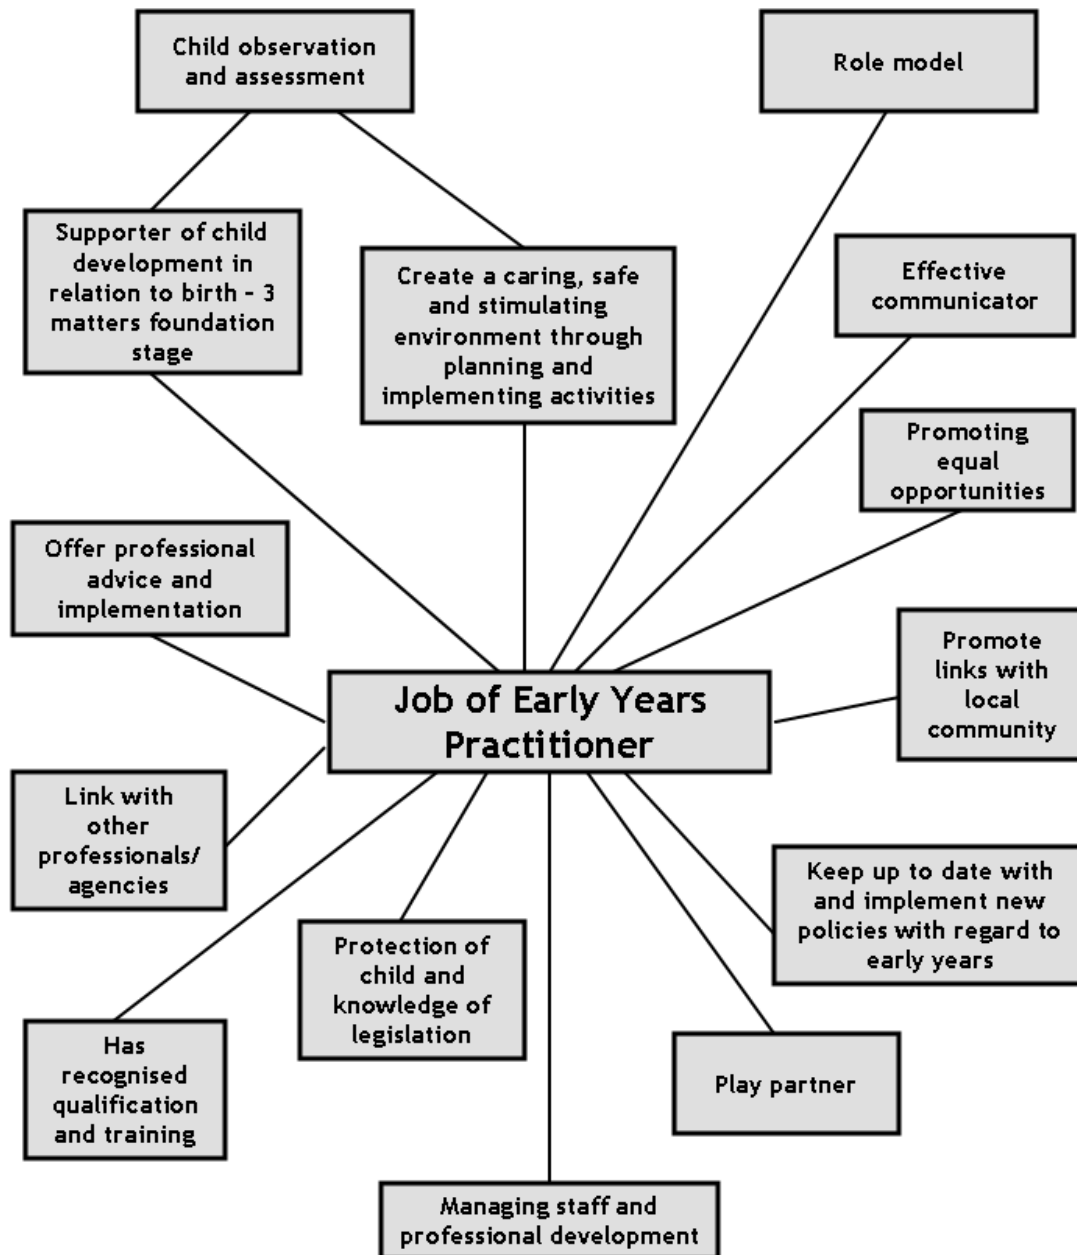 Child observation
and assessment
Role model
Supporter of child
development in
relation to birth - 3
matters foundation
stage
Create a caring, safe
and stimulating
environment through
planning and
implementing activities
Effective
communicator
Promoting
equal
opportunities
Offer professional
advice and
implementation
Promote
links with
local
community
Job of Early Years
Practitioner
Link with
other
professionals/
agencies
Keep up to date with
and implement new
policies with regard to
early years
Protection of
child and
knowledge of
legislation
Has
recognised
qualification
and training
Play partner
Managing staff and
professional development